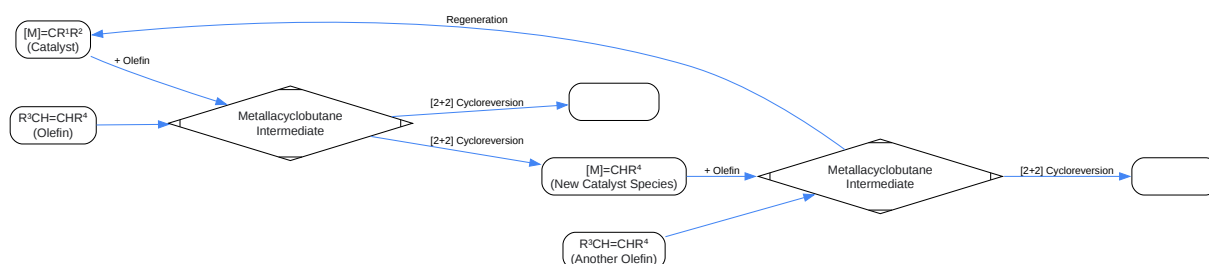 Regeneration
[M]=CR¹R²
(Catalyst)
+ Olefin
R³CH=CHR⁴
(Olefin)
Metallacyclobutane
Intermediate
[2+2] Cycloreversion
[2+2] Cycloreversion
[M]=CHR⁴
(New Catalyst Species)
+ Olefin
R³CH=CHR⁴
(Another Olefin)
Metallacyclobutane
Intermediate
[2+2] Cycloreversion